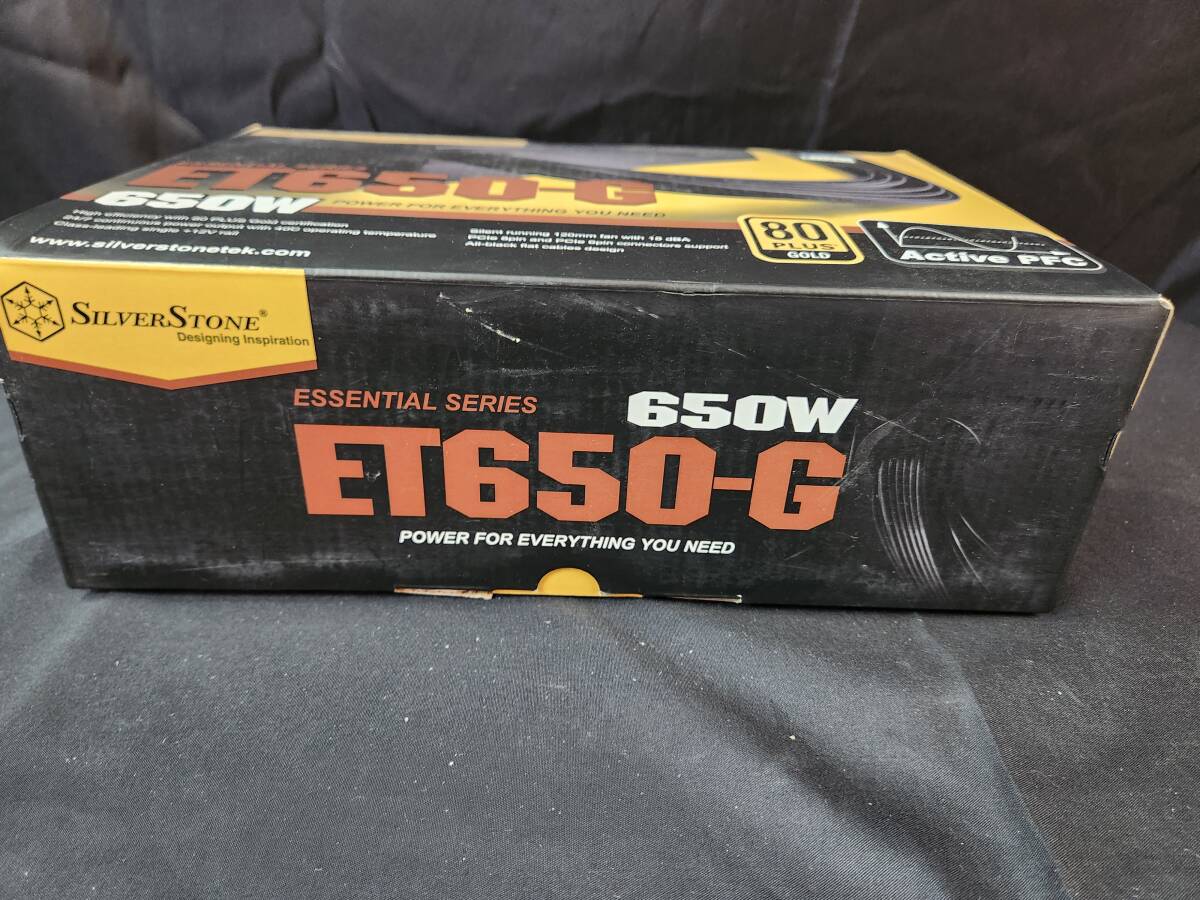 ESSENTIAL SERIES
ET650-G
650W
POWER FOR EVERYTHING YOU NEED
High efficiency with 80 PLUS Gold certification
24/7 continuous power output with 40C operating temperature
Class-leading single +12V rail
Silent running 120mm fan with 18 dBA
PCIe 8pin and PCIe 6pin connectors support
All-black flat cables design
www.silverstonetek.com
80
PLUS
GOLD
Active PFC
SILVERSTONE®
Designing Inspiration
ESSENTIAL SERIES
650W
ET650-G
POWER FOR EVERYTHING YOU NEED